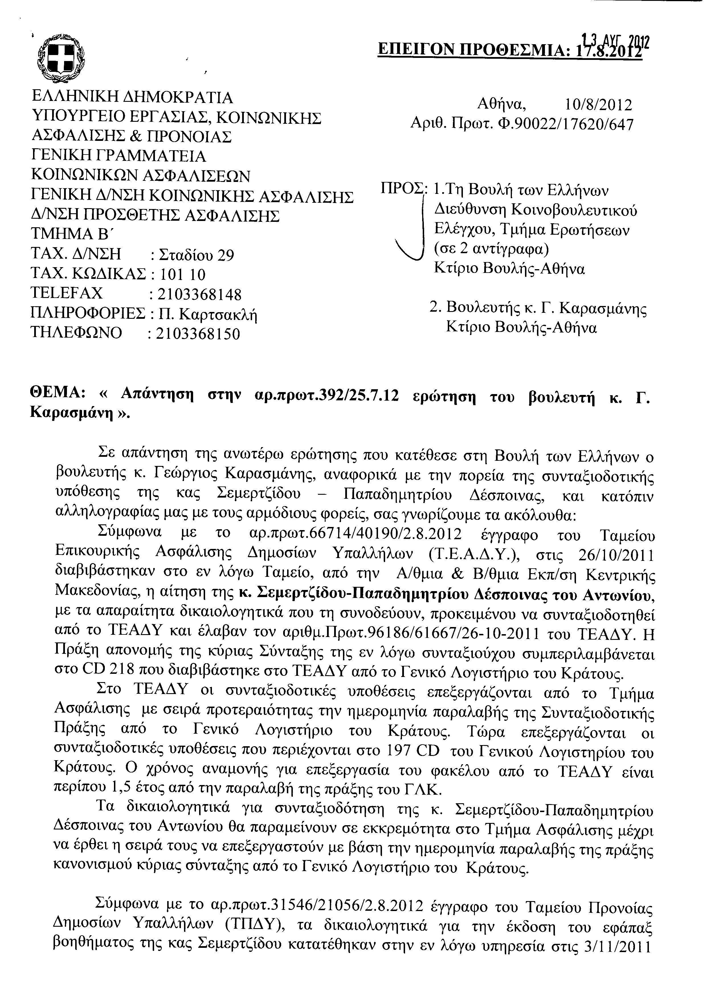 13 ΑΥΓ 2012
ΕΠΕΙΓΟΝ ΠΡΟΘΕΣΜΙΑ: 17.8.2012
ΕΛΛΗΝΙΚΗ ΔΗΜΟΚΡΑΤΙΑ
ΥΠΟΥΡΓΕΙΟ ΕΡΓΑΣΙΑΣ, ΚΟΙΝΩΝΙΚΗΣ
ΑΣΦΑΛΙΣΗΣ & ΠΡΟΝΟΙΑΣ
ΓΕΝΙΚΗ ΓΡΑΜΜΑΤΕΙΑ
ΚΟΙΝΩΝΙΚΩΝ ΑΣΦΑΛΙΣΕΩΝ
ΓΕΝΙΚΗ Δ/ΝΣΗ ΚΟΙΝΩΝΙΚΗΣ ΑΣΦΑΛΙΣΗΣ
Δ/ΝΣΗ ΠΡΟΣΘΕΤΗΣ ΑΣΦΑΛΙΣΗΣ
ΤΜΗΜΑ Β΄
ΤΑΧ. Δ/ΝΣΗ : Σταδίου 29
ΤΑΧ. ΚΩΔΙΚΑΣ : 101 10
TELEFAX : 2103368148
ΠΛΗΡΟΦΟΡΙΕΣ : Π. Καρτσακλή
ΤΗΛΕΦΩΝΟ : 2103368150
Αθήνα, 10/8/2012
Αριθ. Πρωτ. Φ.90022/17620/647
ΠΡΟΣ: 1.Τη Βουλή των Ελλήνων
Διεύθυνση Κοινοβουλευτικού
Ελέγχου, Τμήμα Ερωτήσεων
(σε 2 αντίγραφα)
Κτίριο Βουλής-Αθήνα
2. Βουλευτής κ. Γ. Καρασμάνης
Κτίριο Βουλής-Αθήνα
ΘΕΜΑ: « Απάντηση στην αρ.πρωτ.392/25.7.12 ερώτηση του βουλευτή κ. Γ.
Καρασμάνη ».
Σε απάντηση της ανωτέρω ερώτησης που κατέθεσε στη Βουλή των Ελλήνων ο
βουλευτής κ. Γεώργιος Καρασμάνης, αναφορικά με την πορεία της συνταξιοδοτικής
υπόθεσης της κας Σεμερτζίδου – Παπαδημητρίου Δέσποινας, και κατόπιν
αλληλογραφίας μας με τους αρμόδιους φορείς, σας γνωρίζουμε τα ακόλουθα:
Σύμφωνα με το αρ.πρωτ.66714/40190/2.8.2012 έγγραφο του Ταμείου
Επικουρικής Ασφάλισης Δημοσίων Υπαλλήλων (Τ.Ε.Α.Δ.Υ.), στις 26/10/2011
διαβιβάστηκαν στο εν λόγω Ταμείο, από την Α/θμια & Β/θμια Εκπ/ση Κεντρικής
Μακεδονίας, η αίτηση της κ. Σεμερτζίδου-Παπαδημητρίου Δέσποινας του Αντωνίου,
με τα απαραίτητα δικαιολογητικά που τη συνοδεύουν, προκειμένου να συνταξιοδοτηθεί
από το ΤΕΑΔΥ και έλαβαν τον αριθμ.Πρωτ.96186/61667/26-10-2011 του ΤΕΑΔΥ. Η
Πράξη απονομής της κύριας Σύνταξης της εν λόγω συνταξιούχου συμπεριλαμβάνεται
στο CD 218 που διαβιβάστηκε στο ΤΕΑΔΥ από το Γενικό Λογιστήριο του Κράτους.
Στο ΤΕΑΔΥ οι συνταξιοδοτικές υποθέσεις επεξεργάζονται από το Τμήμα
Ασφάλισης με σειρά προτεραιότητας την ημερομηνία παραλαβής της Συνταξιοδοτικής
Πράξης από το Γενικό Λογιστήριο του Κράτους. Τώρα επεξεργάζονται οι
συνταξιοδοτικές υποθέσεις που περιέχονται στο 197 CD του Γενικού Λογιστηρίου του
Κράτους. Ο χρόνος αναμονής για επεξεργασία του φακέλου από το ΤΕΑΔΥ είναι
περίπου 1,5 έτος από την παραλαβή της πράξης του ΓΛΚ.
Τα δικαιολογητικά για συνταξιοδότηση της κ. Σεμερτζίδου-Παπαδημητρίου
Δέσποινας του Αντωνίου θα παραμείνουν σε εκκρεμότητα στο Τμήμα Ασφάλισης μέχρι
να έρθει η σειρά τους να επεξεργαστούν με βάση την ημερομηνία παραλαβής της πράξης
κανονισμού κύριας σύνταξης από το Γενικό Λογιστήριο του Κράτους.
Σύμφωνα με το αρ.πρωτ.31546/21056/2.8.2012 έγγραφο του Ταμείου Προνοίας
Δημοσίων Υπαλλήλων (ΤΠΔΥ), τα δικαιολογητικά για την έκδοση του εφάπαξ
βοηθήματος της κας Σεμερτζίδου κατατέθηκαν στην εν λόγω υπηρεσία στις 3/11/2011